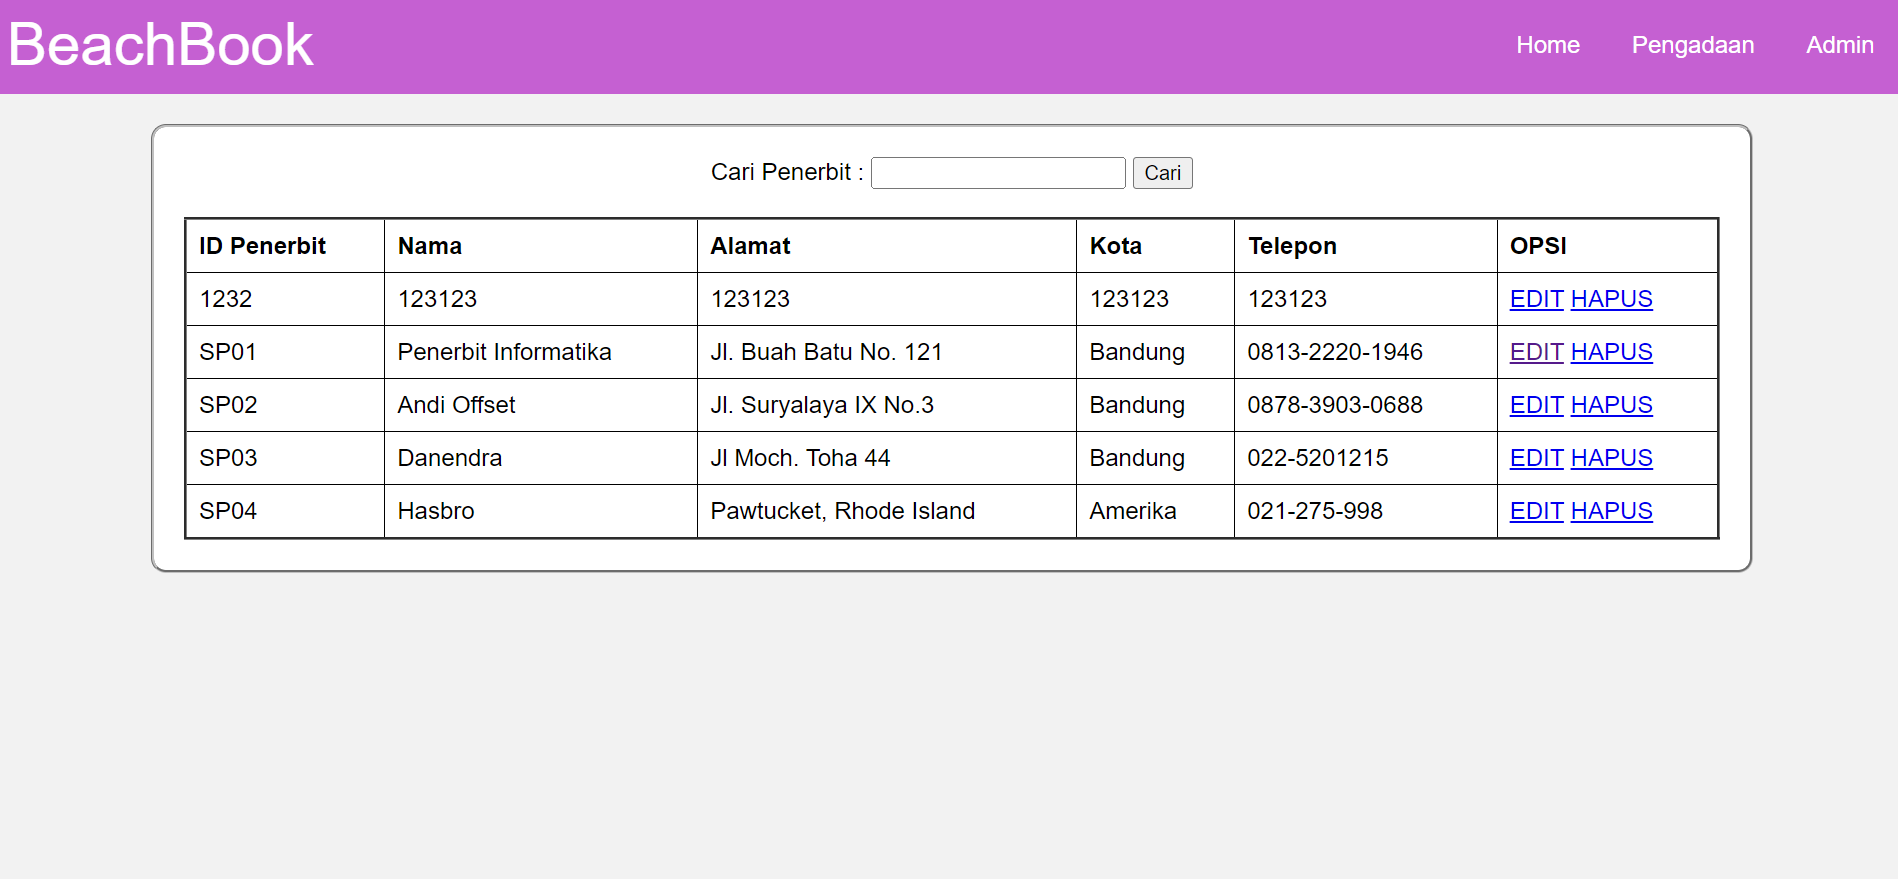 BeachBook Home Pengadaan Admin
Cari Penerbit : Cari
ID Penerbit Nama Alamat Kota Telepon OPSI
1232 123123 123123 123123 123123 EDIT HAPUS
SP01 Penerbit Informatika Jl. Buah Batu No. 121 Bandung 0813-2220-1946 EDIT HAPUS
SP02 Andi Offset Jl. Suryalaya IX No.3 Bandung 0878-3903-0688 EDIT HAPUS
SP03 Danendra Jl Moch. Toha 44 Bandung 022-5201215 EDIT HAPUS
SP04 Hasbro Pawtucket, Rhode Island Amerika 021-275-998 EDIT HAPUS